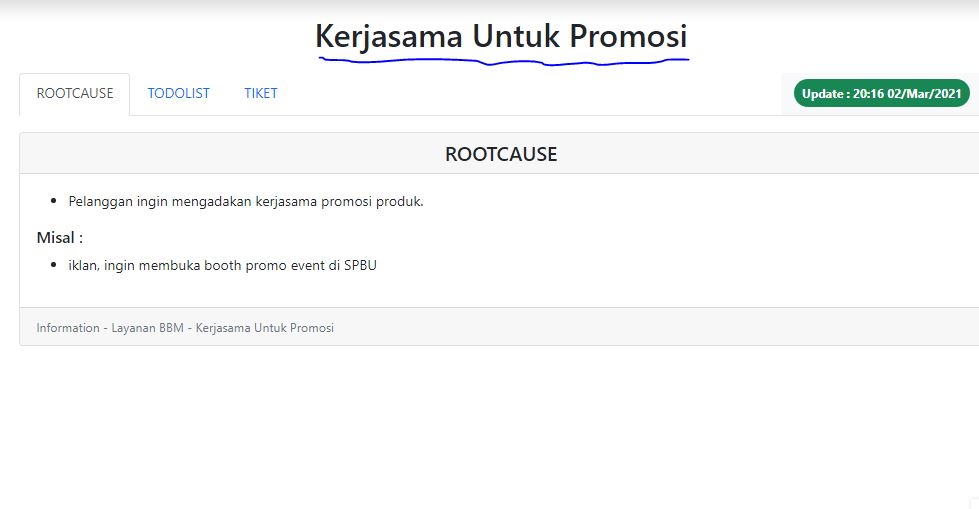 Kerjasama Untuk Promosi
ROOTCAUSE TODOLIST TIKET Update : 20:16 02/Mar/2021
ROOTCAUSE
Pelanggan ingin mengadakan kerjasama promosi produk.
Misal :
iklan, ingin membuka booth promo event di SPBU
Information - Layanan BBM - Kerjasama Untuk Promosi